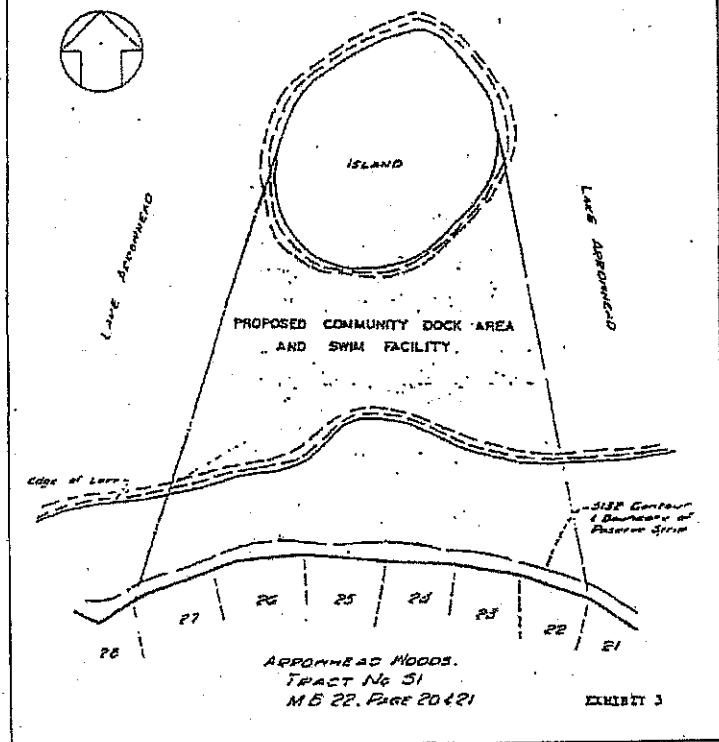 ISLAND
LAKE ARROWHEAD
LAKE ARROWHEAD
PROPOSED COMMUNITY DOCK AREA
AND SWIM FACILITY.
Edge of Lake
5132 Contour
& Boundary of
Reserve Strip
28
27
26
25
24
23
22
21
ARROWHEAD WOODS.
TRACT No 51
M B 22, PAGE 20 & 21
EXHIBIT 3